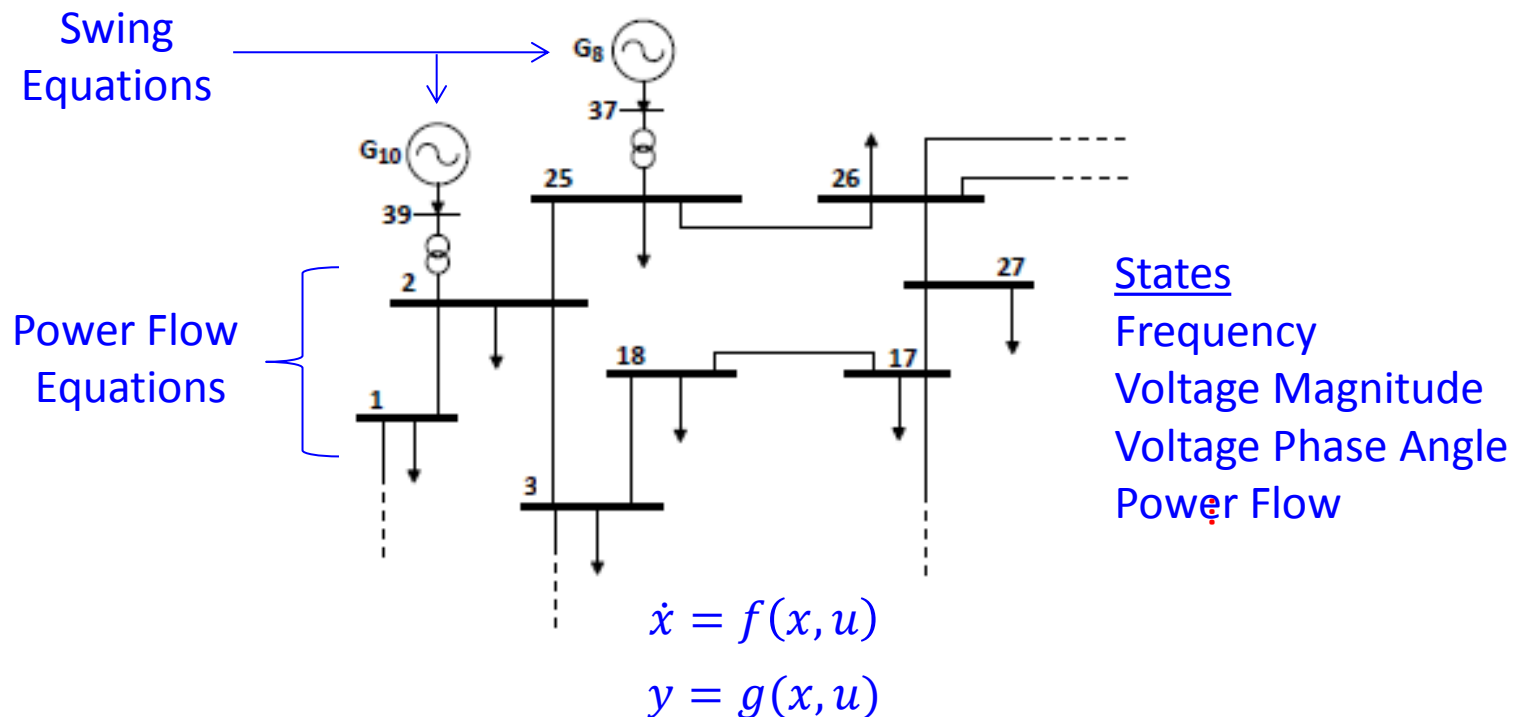 Swing
Equations
G8
37
G10
39
25
26
2
27
Power Flow
Equations
18
17
1
3
States
Frequency
Voltage Magnitude
Voltage Phase Angle
Power Flow
ẋ = f(x, u)
y = g(x, u)